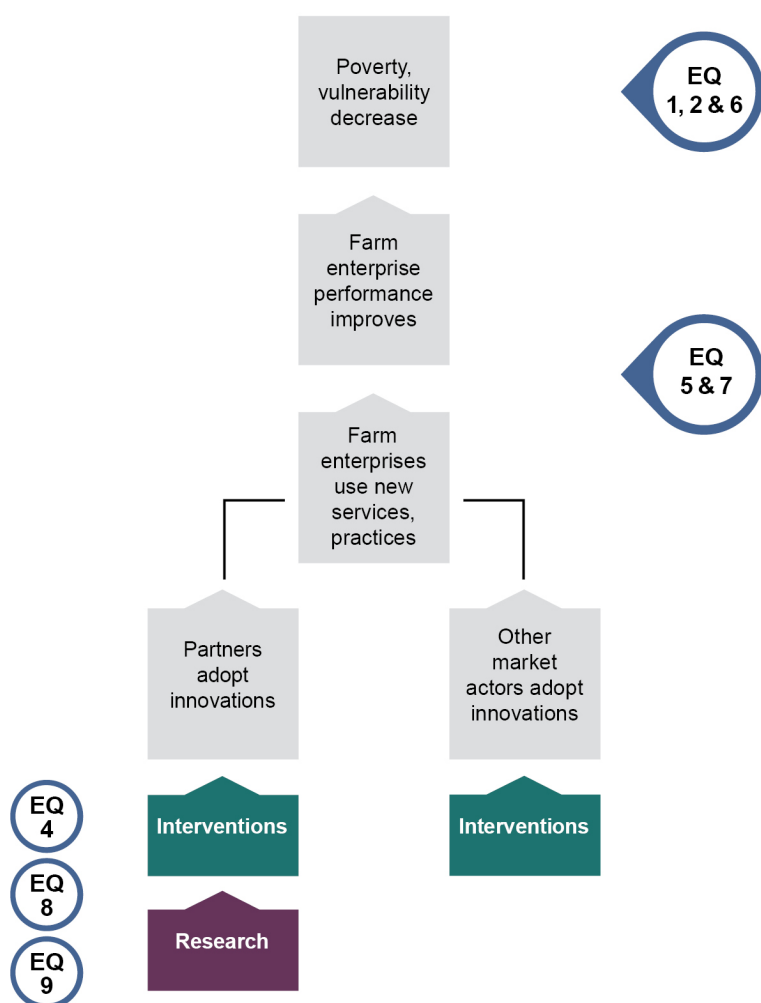 Poverty,
vulnerability
decrease
EQ
1, 2 & 6
Farm
enterprise
performance
improves
EQ
5 & 7
Farm
enterprises
use new
services,
practices
Partners
adopt
innovations
Other
market
actors adopt
innovations
EQ
4
Interventions
Interventions
EQ
8
Research
EQ
9